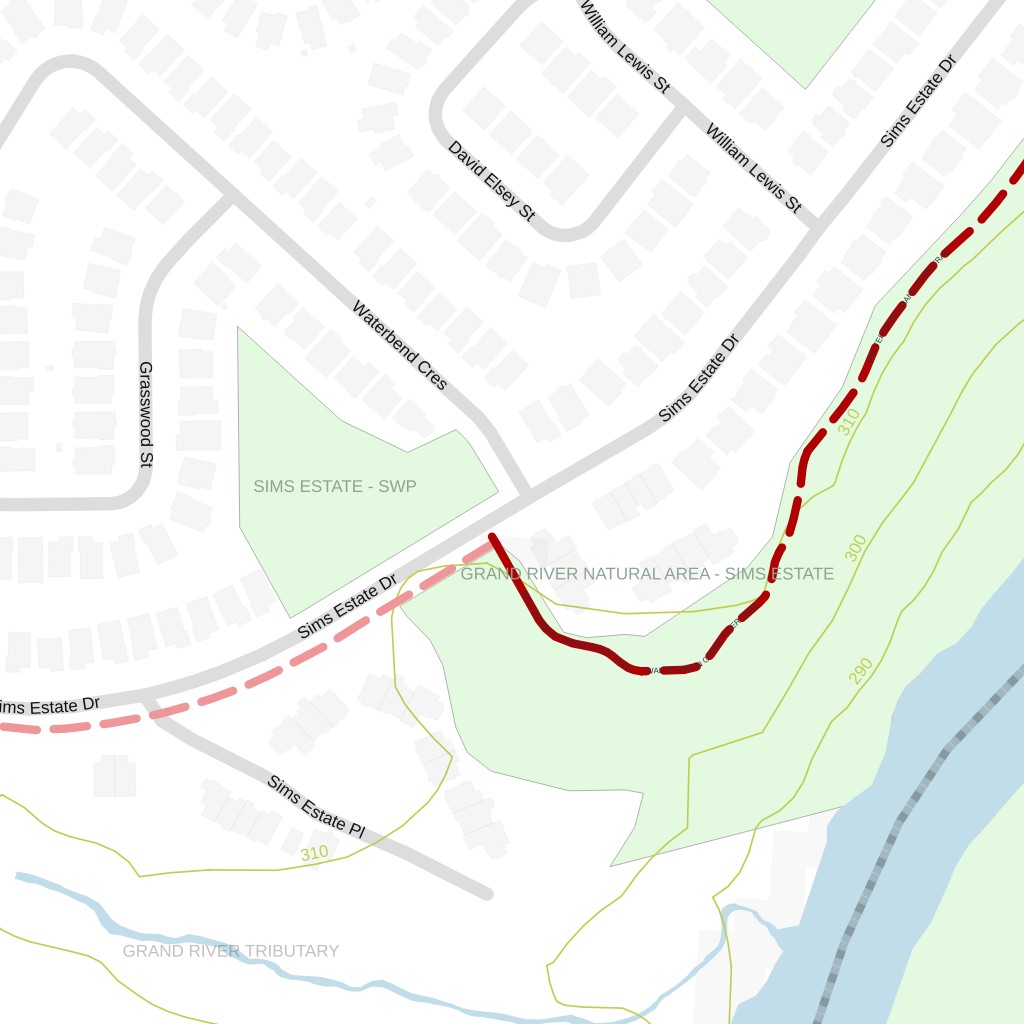 William Lewis St
Sims Estate Dr
William Lewis St
David Elsey St
Waterbend Cres
Sims Estate Dr
Grasswood St
310
SIMS ESTATE - SWP
300
GRAND RIVER NATURAL AREA - SIMS ESTATE
Sims Estate Dr
290
ims Estate Dr
Sims Estate Pl
310
GRAND RIVER TRIBUTARY